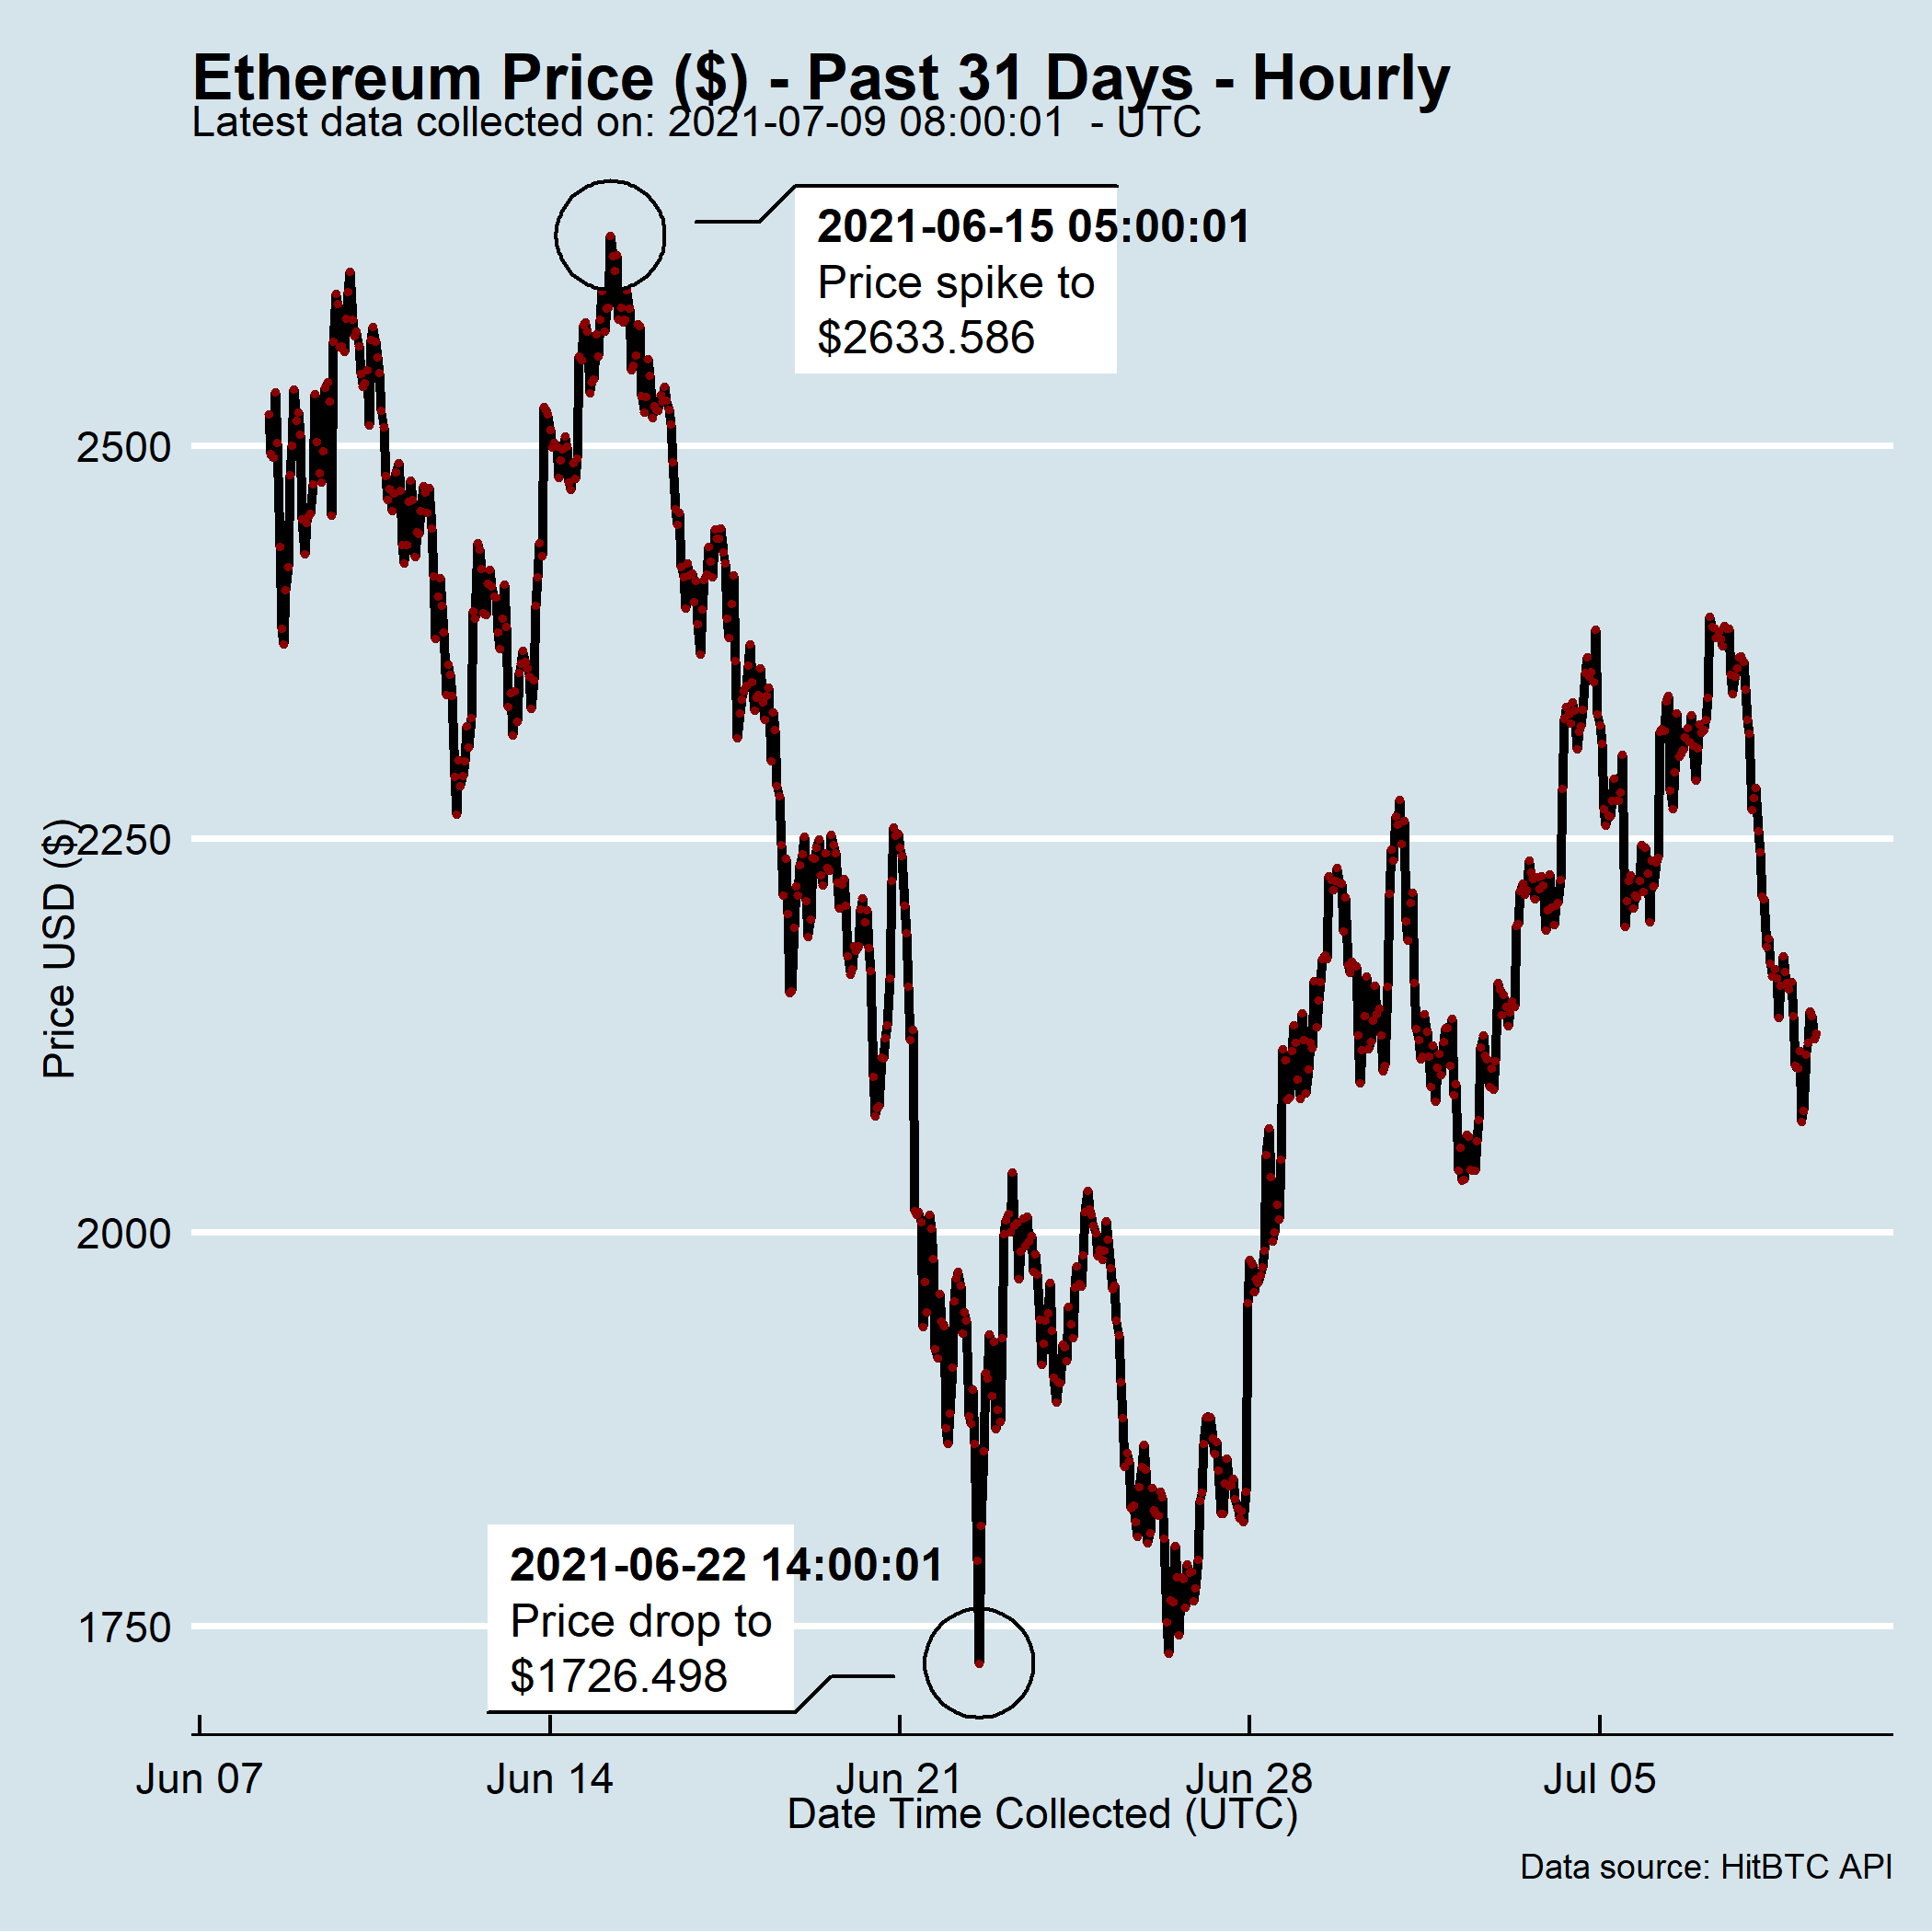 Ethereum Price ($) - Past 31 Days - Hourly
Latest data collected on: 2021-07-09 08:00:01  - UTC
2021-06-15 05:00:01
Price spike to
$2633.586
2500
2250
2000
1750
Price USD ($)
2021-06-22 14:00:01
Price drop to
$1726.498
Jun 07
Jun 14
Jun 21
Jun 28
Jul 05
Date Time Collected (UTC)
Data source: HitBTC API